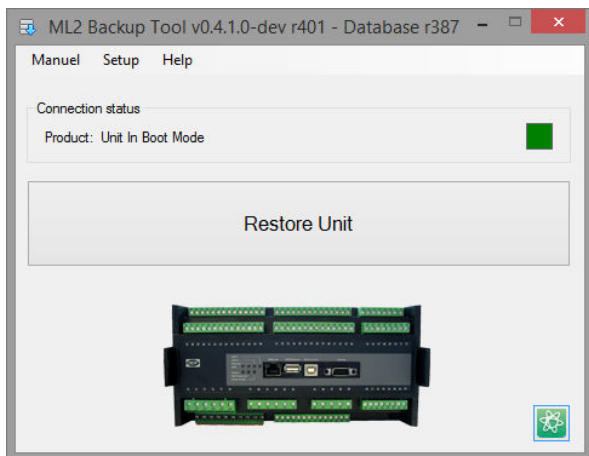 ML2 Backup Tool v0.4.1.0-dev r401 - Database r387
Manuel Setup Help
Connection status
Product: Unit In Boot Mode
Restore Unit